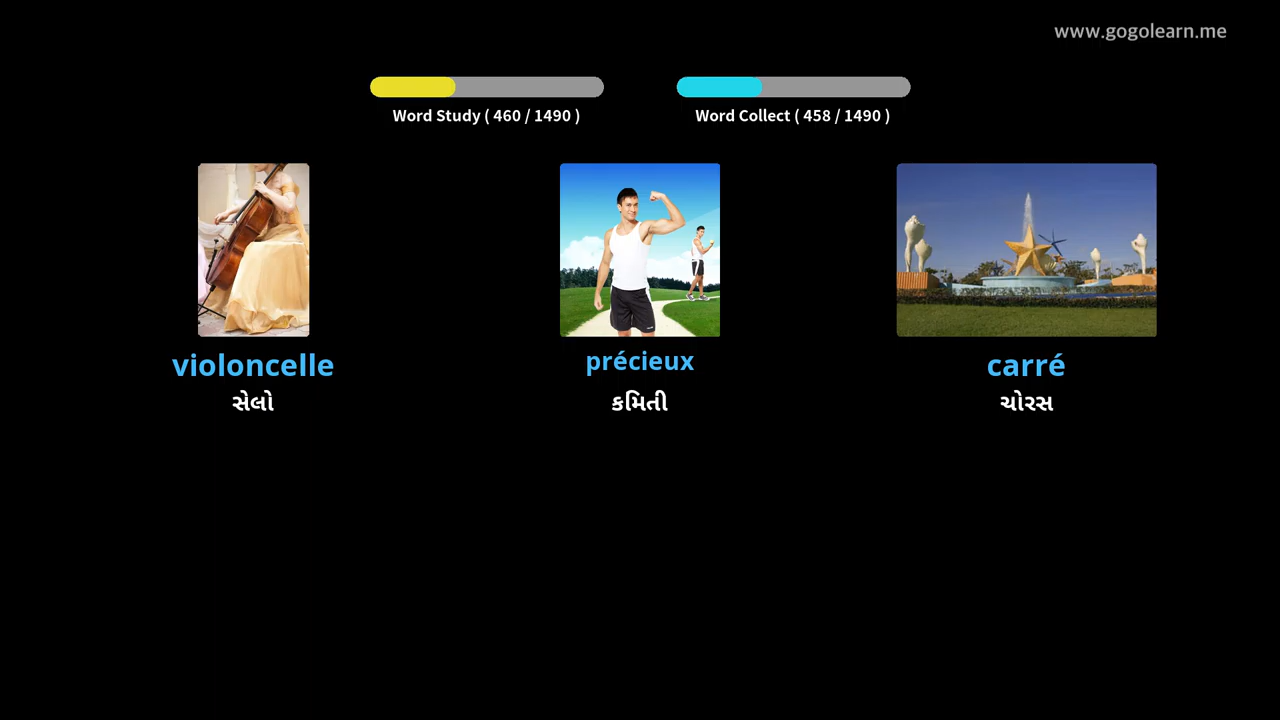 www.gogolearn.me
Word Study ( 460 / 1490 )
Word Collect ( 458 / 1490 )
violoncelle
précieux
carré
સેલો
કિંમતી
ચોરસ